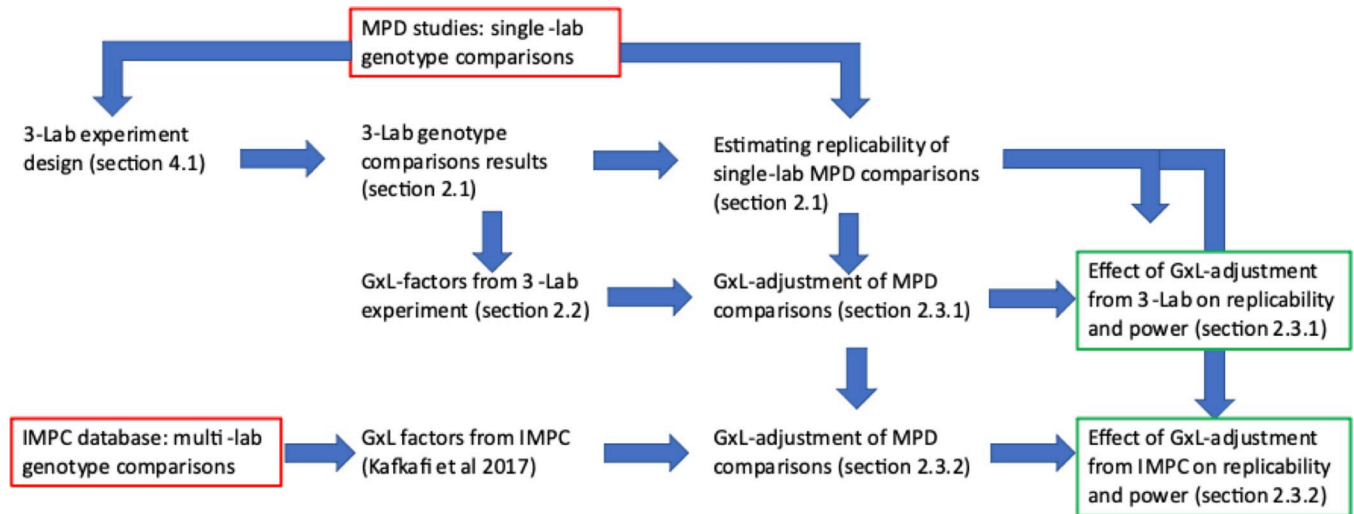 MPD studies: single-lab
genotype comparisons
3-Lab experiment
design (section 4.1)
3-Lab genotype
comparisons results
(section 2.1)
Estimating replicability of
single-lab MPD comparisons
(section 2.1)
GxL-factors from 3-Lab
experiment (section 2.2)
GxL-adjustment of MPD
comparisons (section 2.3.1)
Effect of GxL-adjustment
from 3-Lab on replicability
and power (section 2.3.1)
IMPC database: multi-lab
genotype comparisons
GxL factors from IMPC
(Kafkafi et al 2017)
GxL-adjustment of MPD
comparisons (section 2.3.2)
Effect of GxL-adjustment
from IMPC on replicability
and power (section 2.3.2)